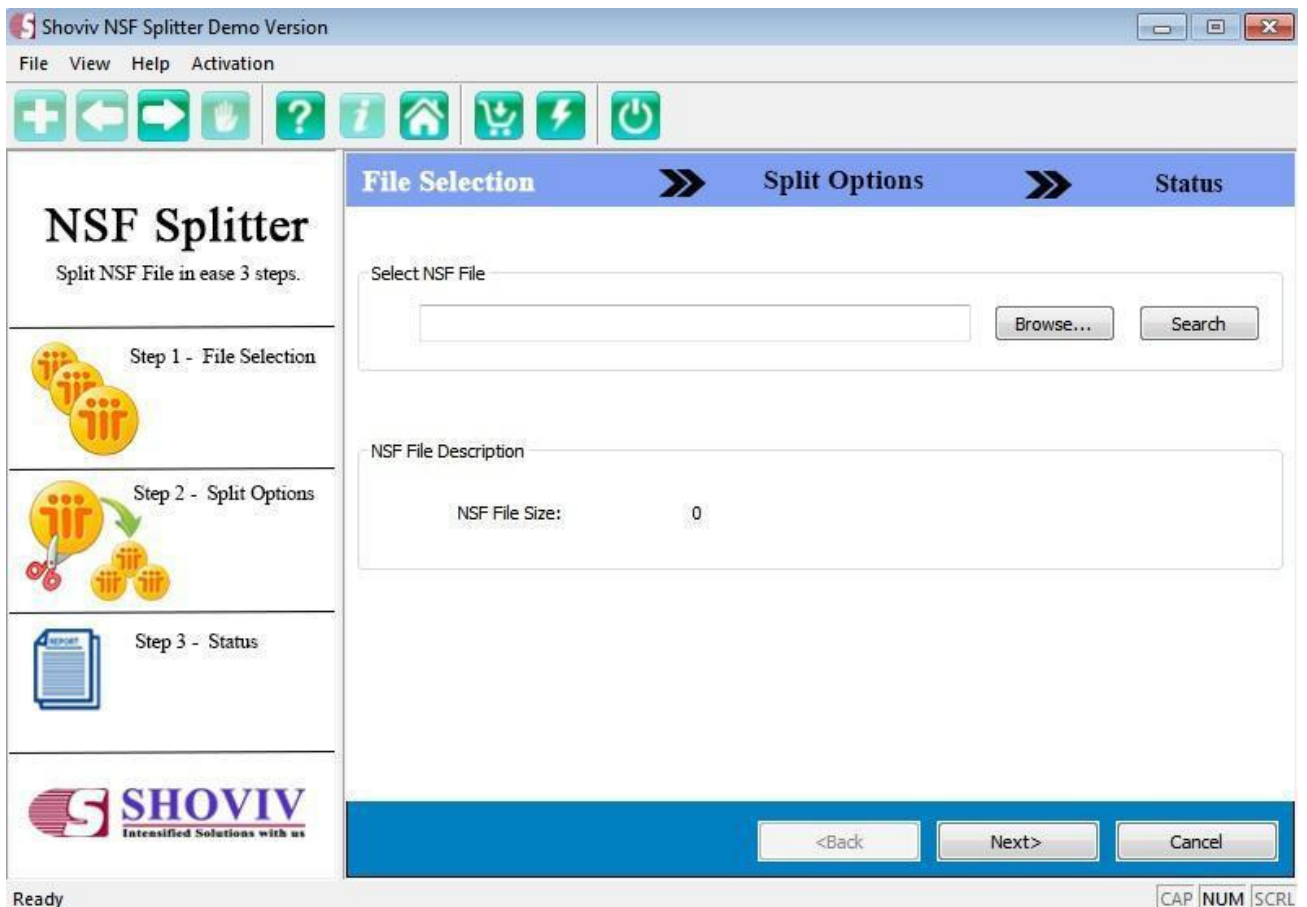 Shoviv NSF Splitter Demo Version
File View Help Activation
NSF Splitter
Split NSF File in ease 3 steps.
Step 1 - File Selection
Step 2 - Split Options
REPORT
Step 3 - Status
S SHOVIV
Intensified Solutions with us
File Selection Split Options Status
Select NSF File
Browse... Search
NSF File Description
NSF File Size: 0
<Back Next> Cancel
Ready CAP NUM SCRL